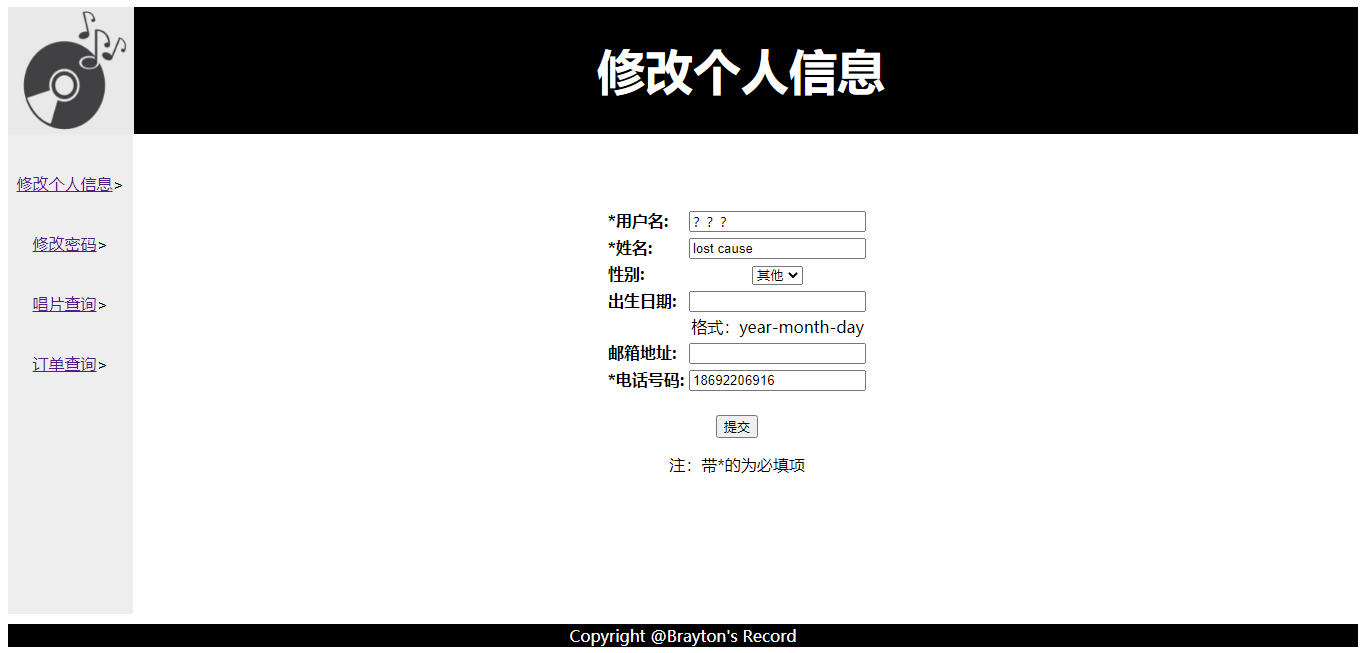 修改个人信息
修改个人信息>
修改密码>
唱片查询>
订单查询>
*用户名: ？？？
*姓名: lost cause
性别: 其他
出生日期:
格式：year-month-day
邮箱地址:
*电话号码: 18692206916
提交
注：带*的为必填项
Copyright @Brayton's Record